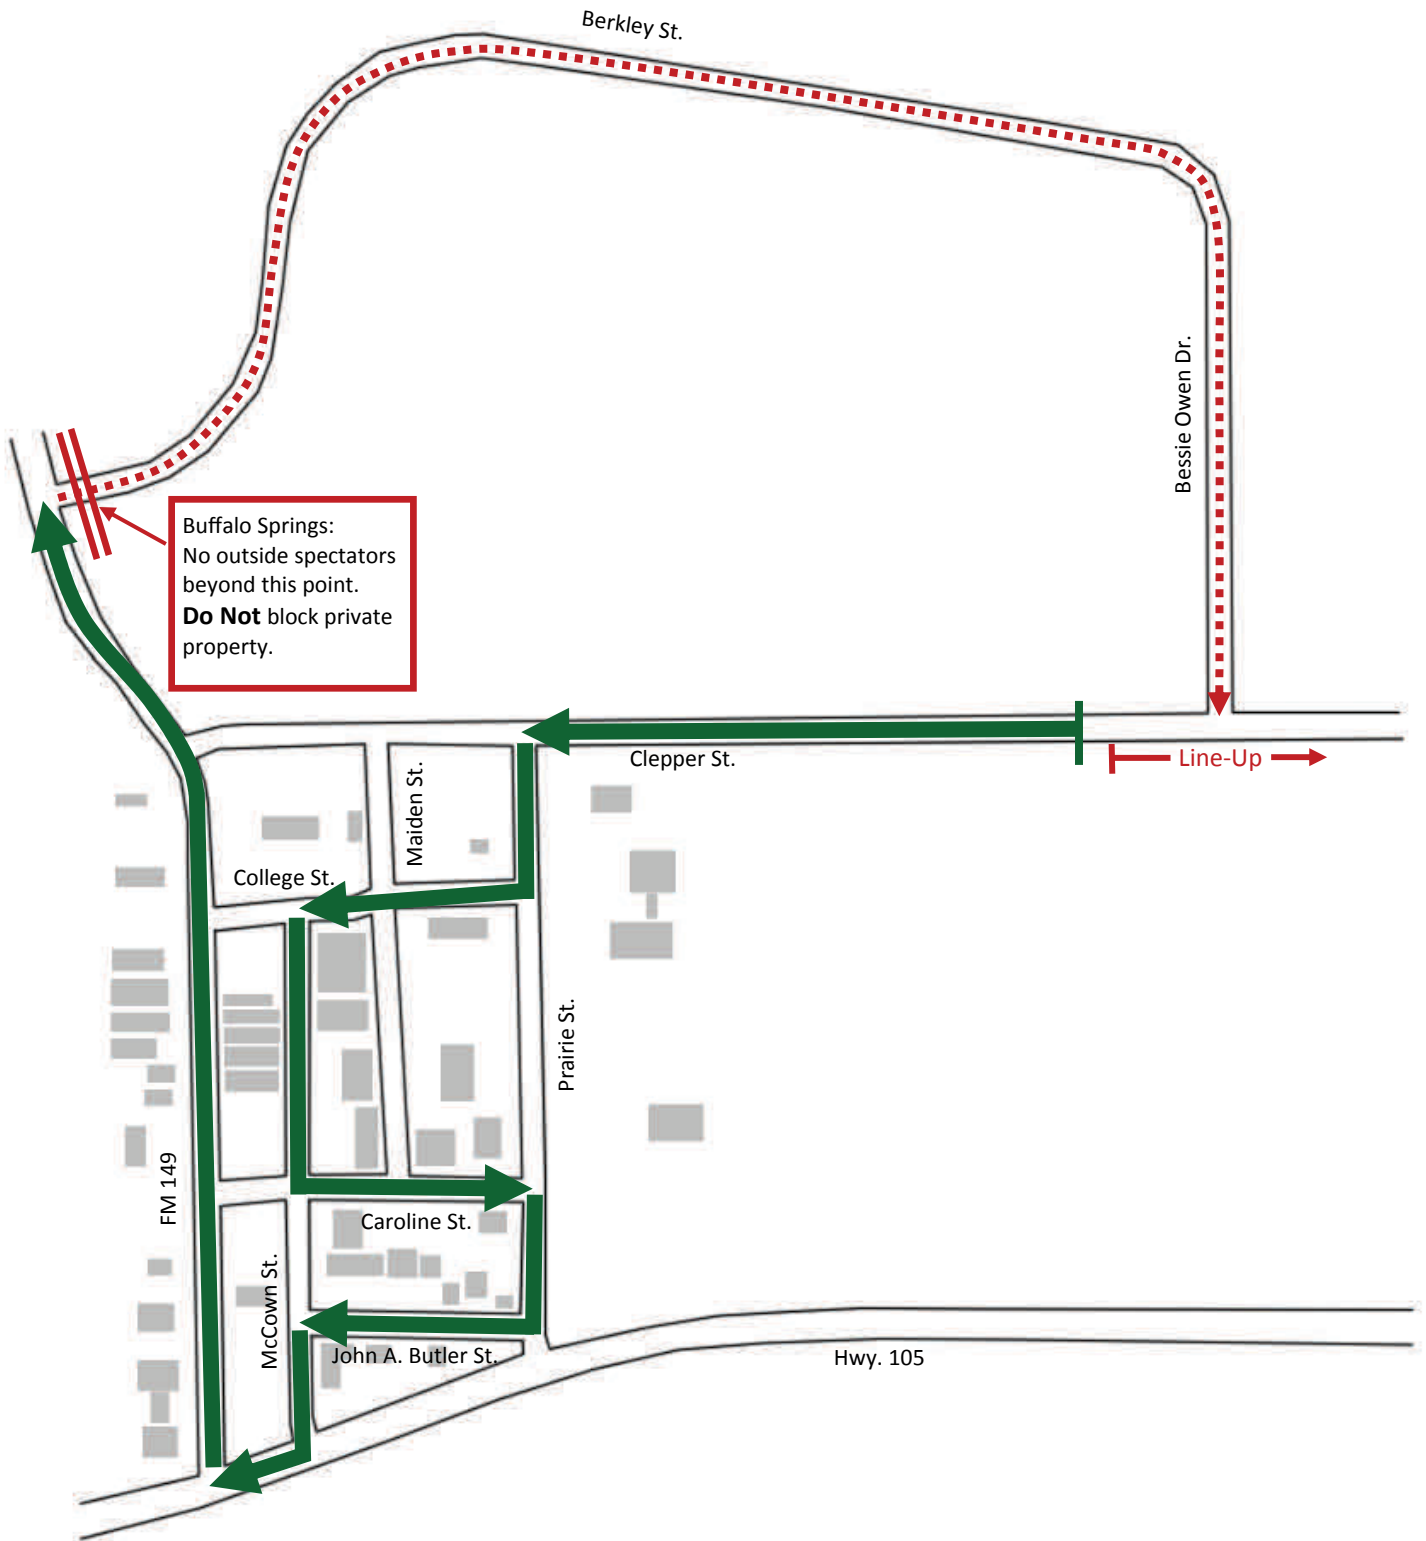 Berkley St.
Bessie Owen Dr.
Buffalo Springs:
No outside spectators
beyond this point.
Do Not block private
property.
Clepper St.
Line-Up
Maiden St.
College St.
Prairie St.
FM 149
Caroline St.
McCown St.
John A. Butler St.
Hwy. 105